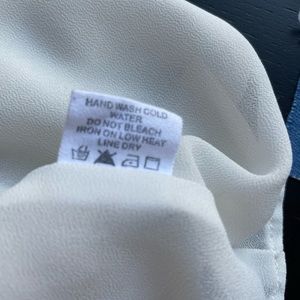 HAND WASH COLD
WATER
DO NOT BLEACH
IRON ON LOW HEAT
LINE DRY